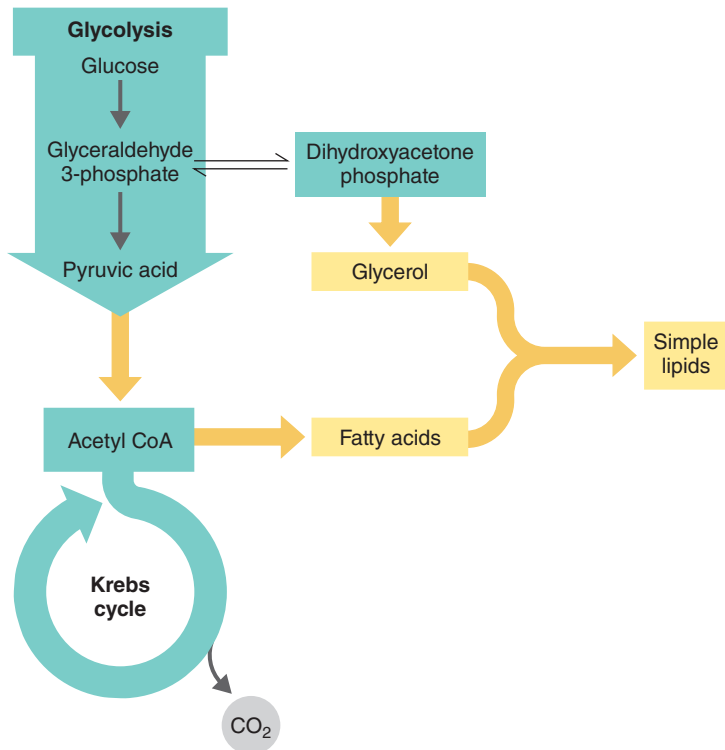 Glycolysis
Glucose
Glyceraldehyde
3-phosphate
Dihydroxyacetone
phosphate
Pyruvic acid
Glycerol
Simple
lipids
Acetyl CoA
Fatty acids
Krebs
cycle
CO₂